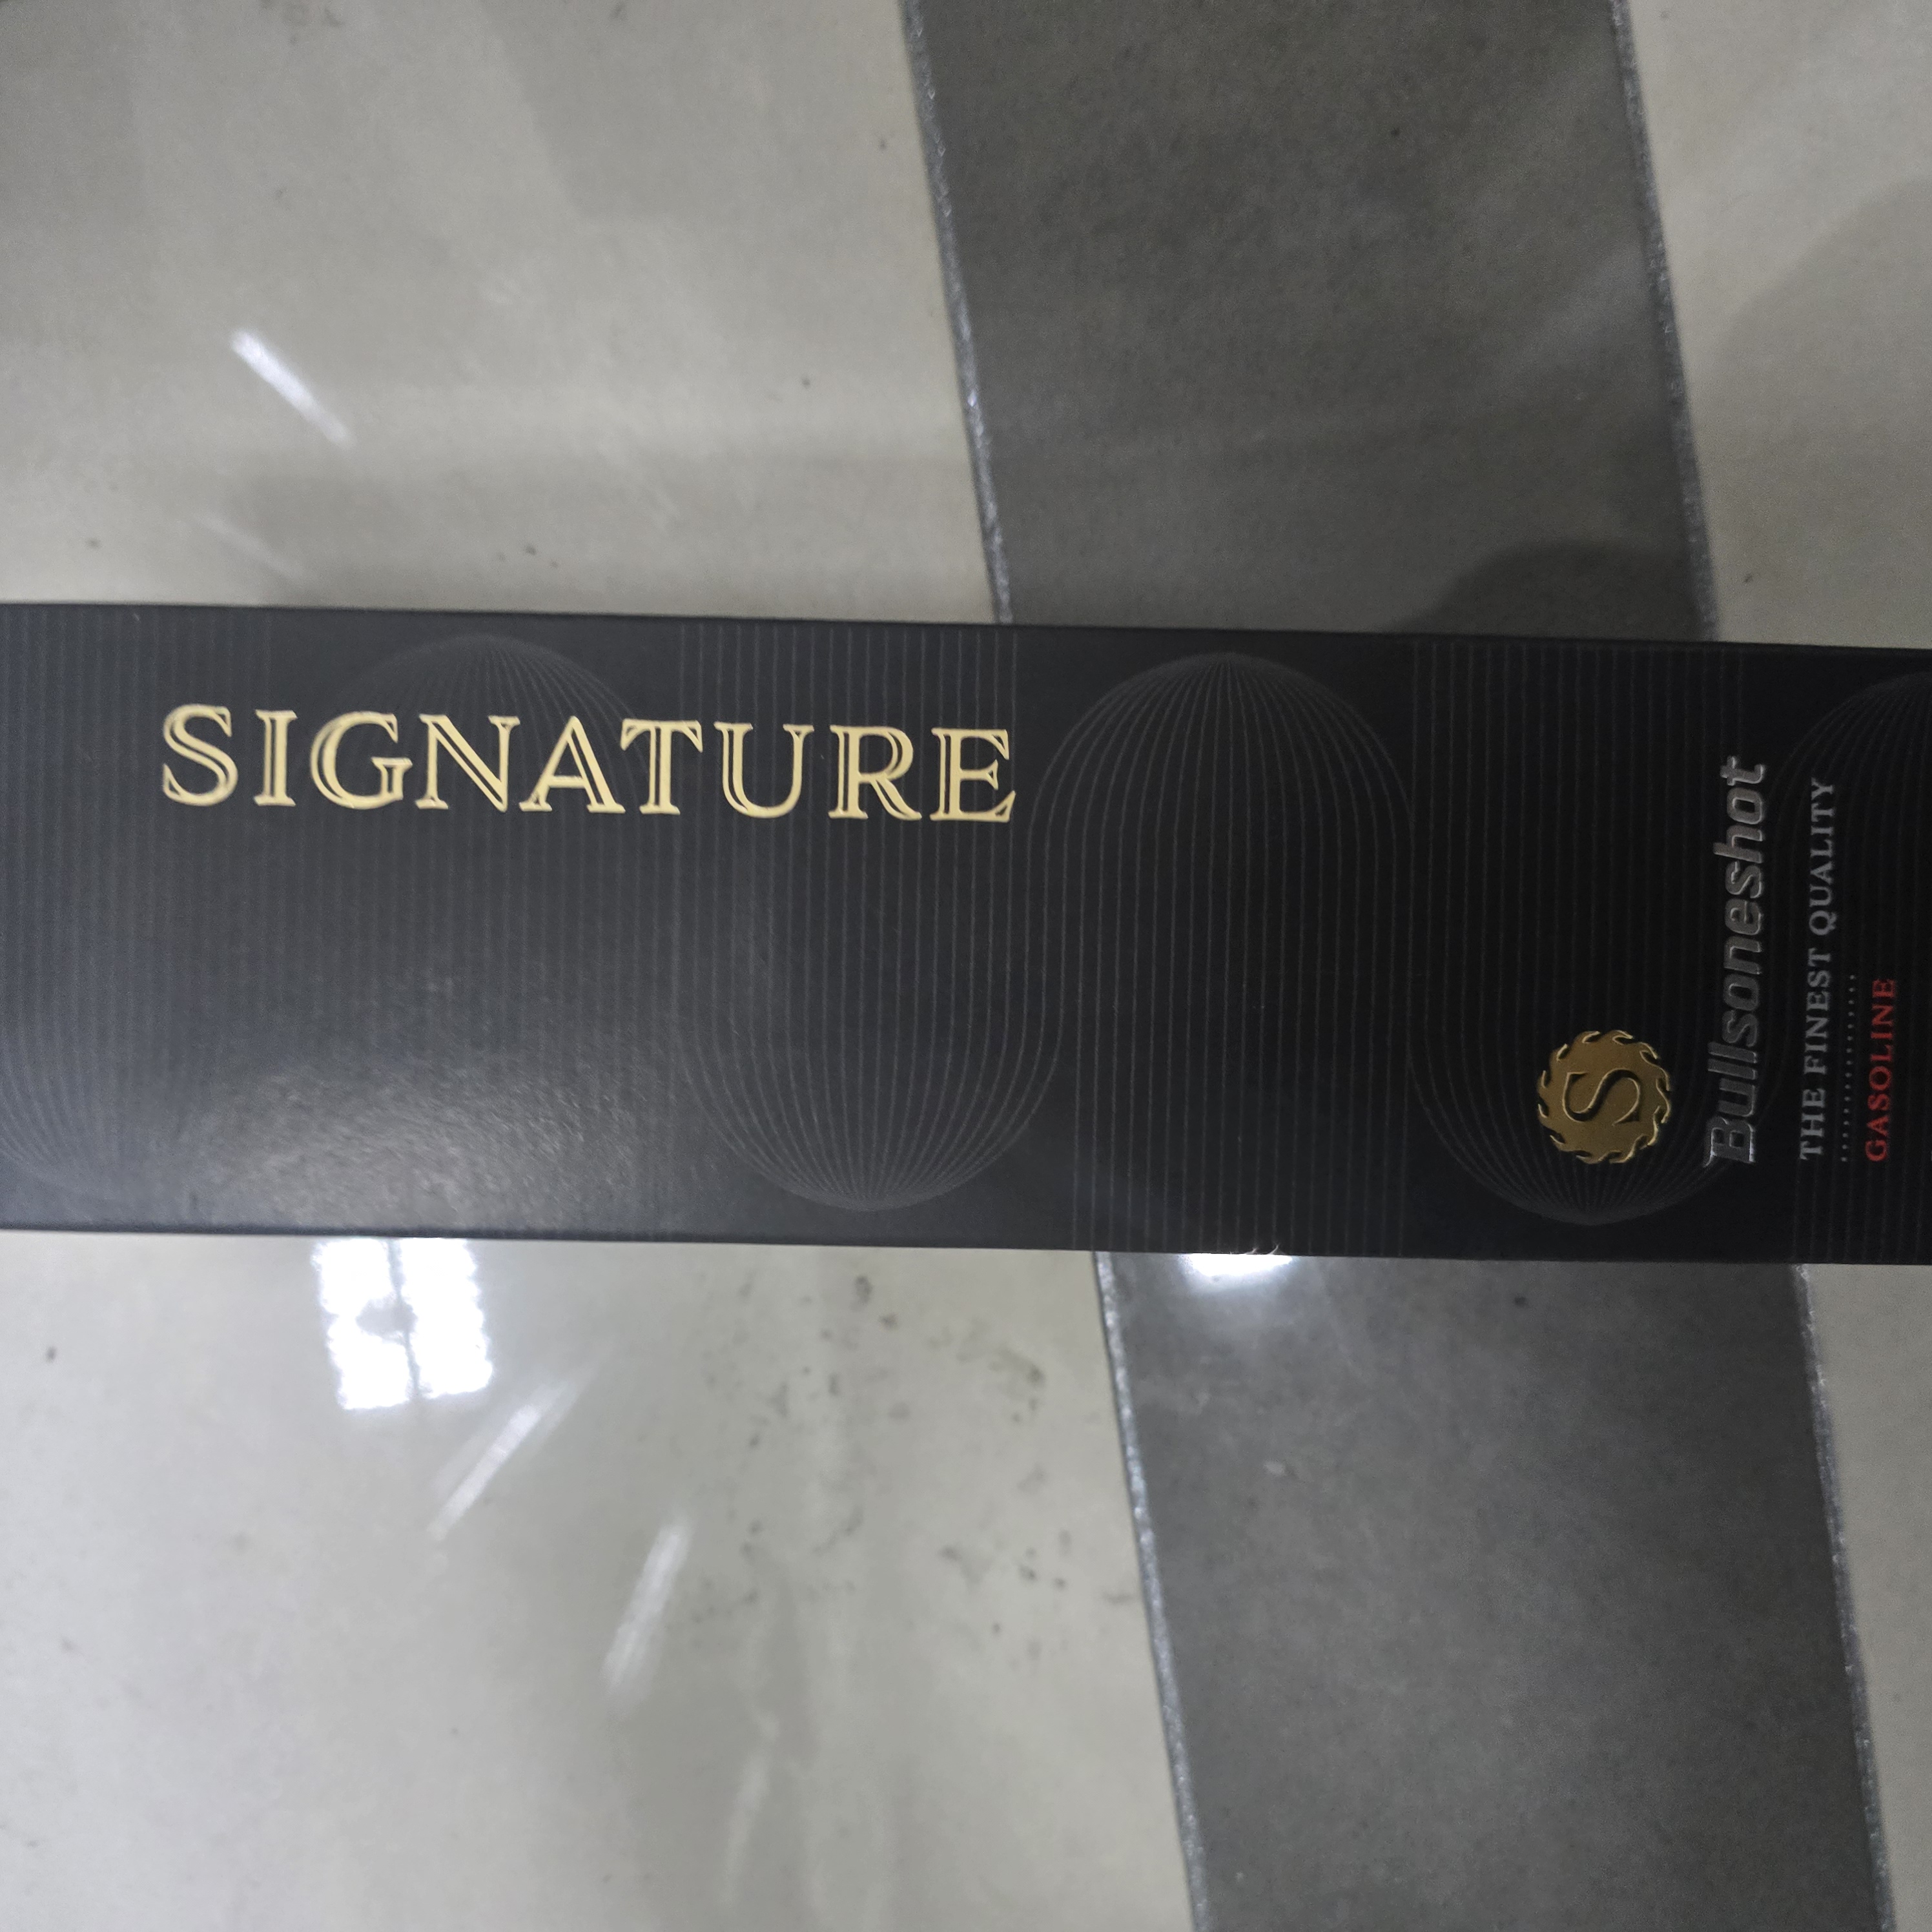 SIGNATURE
S
Bullsoneshot
THE FINEST QUALITY
GASOLINE